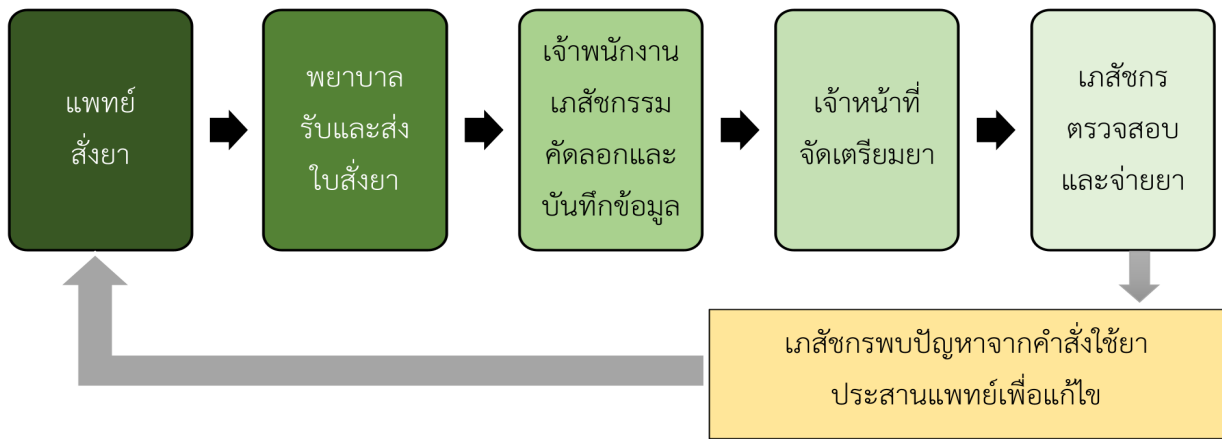 แพทย์
สั่งยา
พยาบาล
รับและส่ง
ใบสั่งยา
เจ้าพนักงาน
เภสัชกรรม
คัดลอกและ
บันทึกข้อมูล
เจ้าหน้าที่
จัดเตรียมยา
เภสัชกร
ตรวจสอบ
และจ่ายยา
เภสัชกรพบปัญหาจากคำสั่งใช้ยา
ประสานแพทย์เพื่อแก้ไข